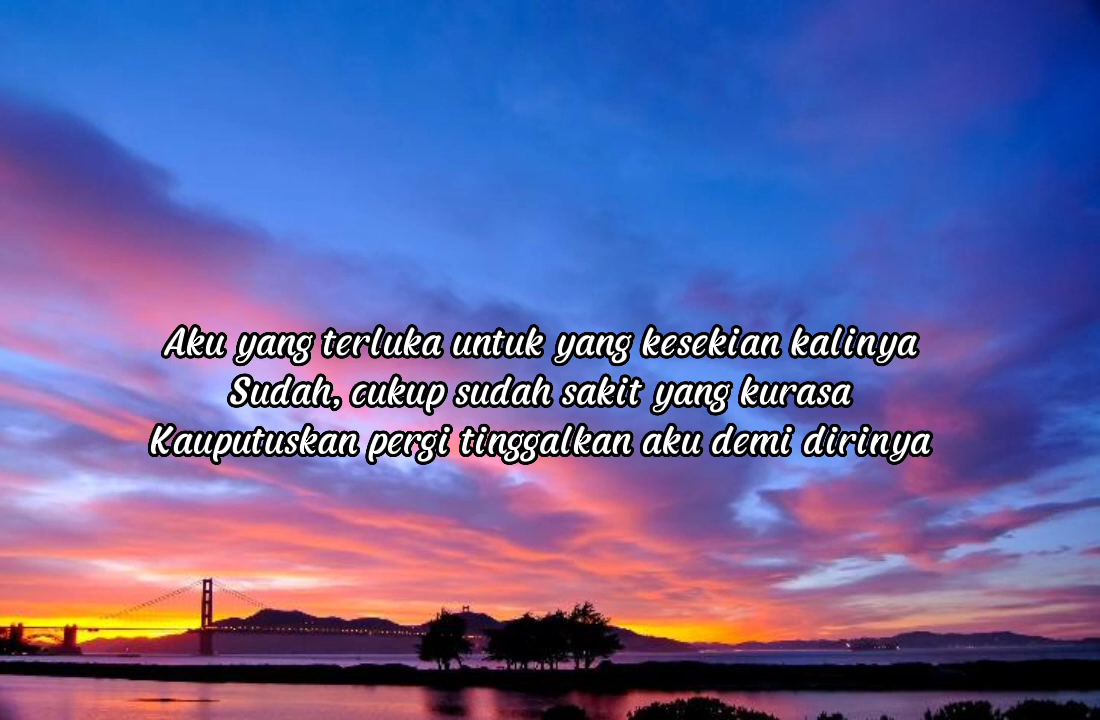 Aku yang terluka untuk yang kesekian kalinya
Sudah, cukup sudah sakit yang kurasa
Kauputuskan pergi tinggalkan aku demi dirinya